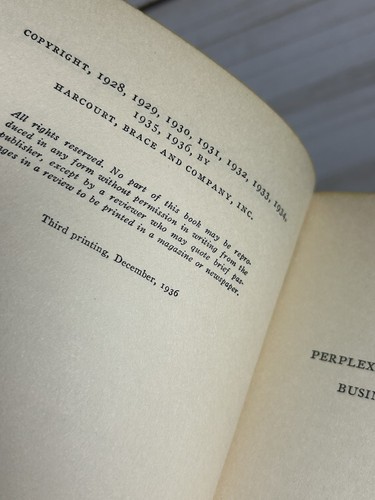 COPYRIGHT, 1928, 1929, 1930, 1931, 1932, 1933, 1934,
1935, 1936, BY
HARCOURT, BRACE AND COMPANY, INC.
All rights reserved. No part of this book may be repro-
duced in any form without permission in writing from the
publisher, except by a reviewer who may quote brief pas-
ages in a review to be printed in a magazine or newspaper.
Third printing, December, 1936
PERPLEX
BUSIN